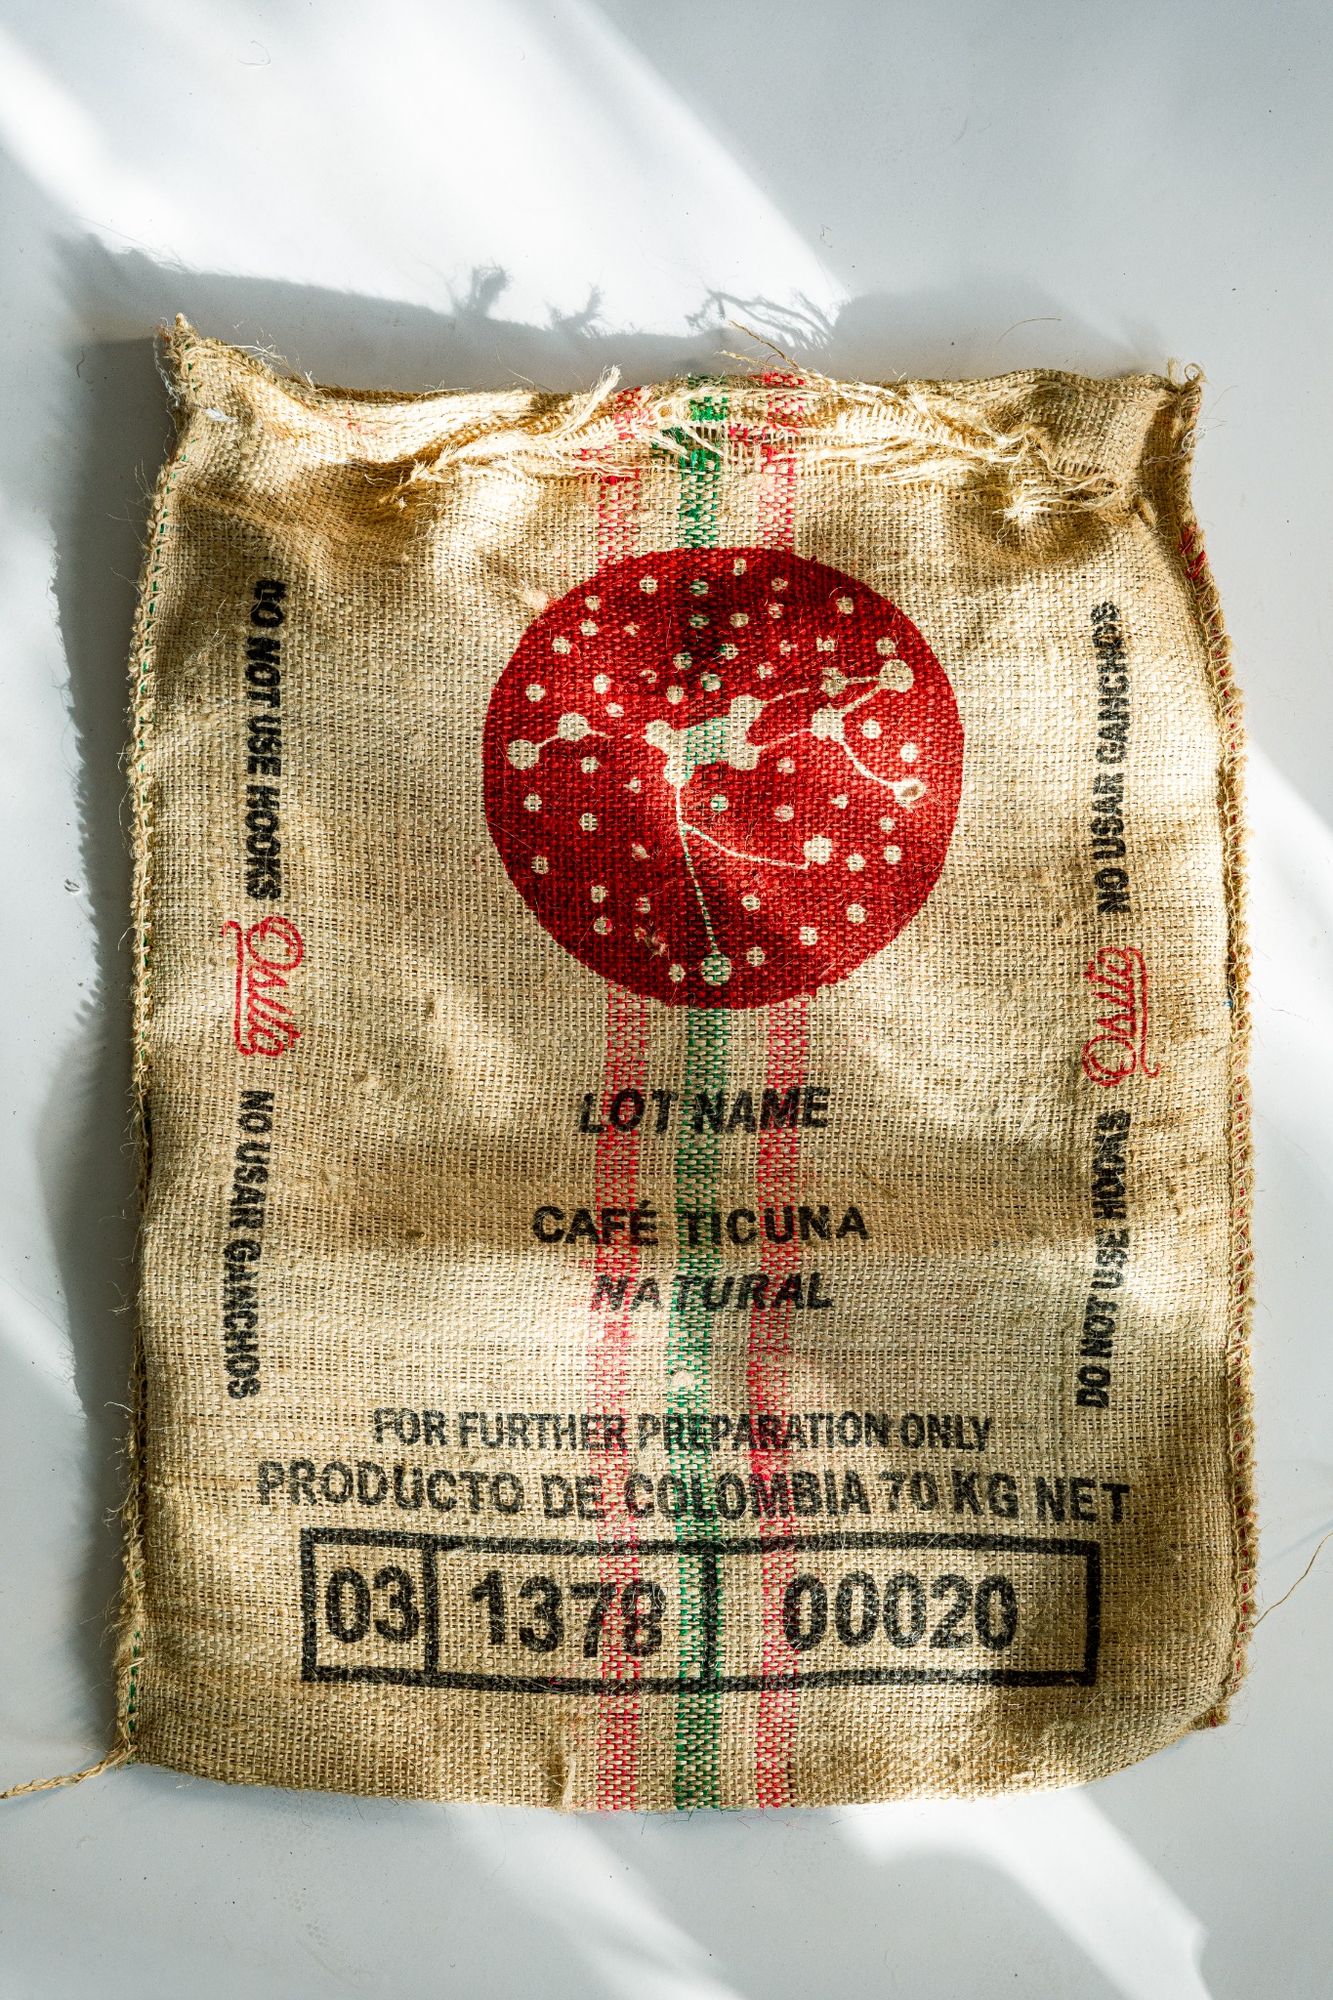 DO NOT USE HOOKS
NO USAR GANCHOS
NO USAR GANCHOS
DO NOT USE HOOKS
LOT NAME
CAFÉ TICUNA
NATURAL
FOR FURTHER PREPARATION ONLY
PRODUCTO DE COLOMBIA 70 KG NET
03 1378 00020